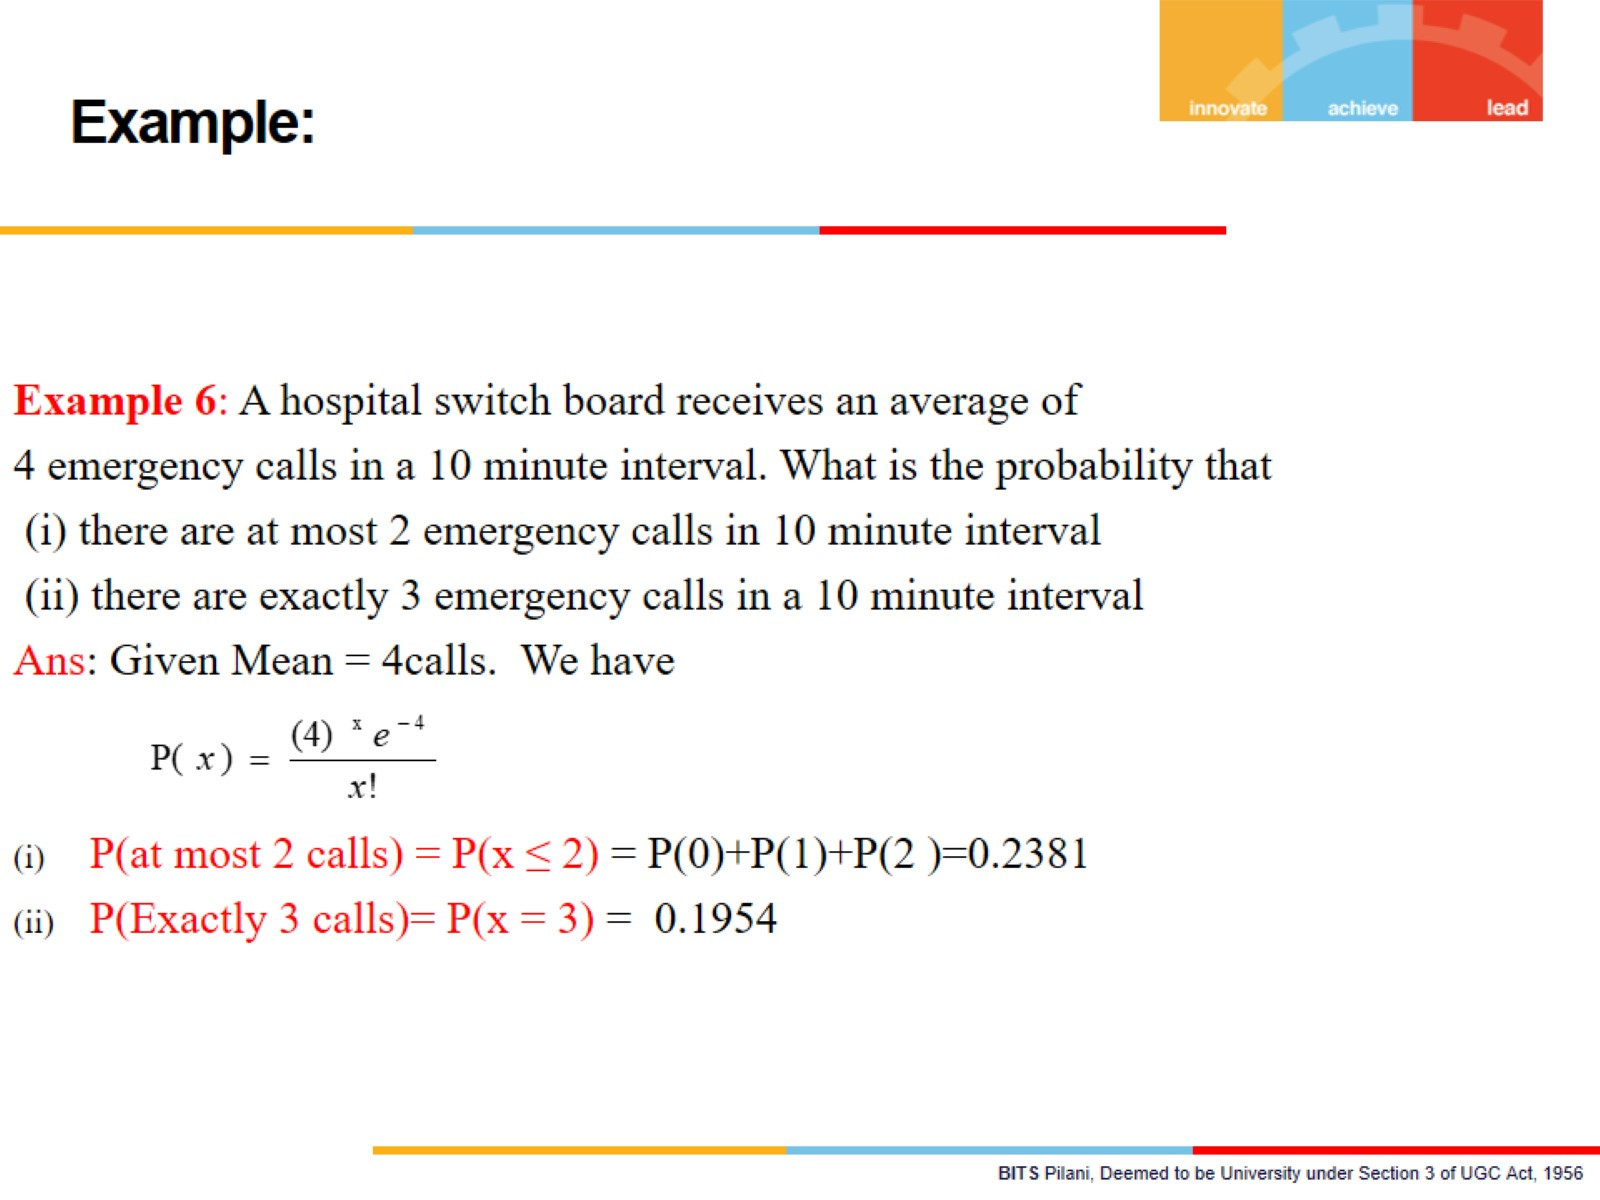 innovate achieve lead
Example:
Example 6: A hospital switch board receives an average of
4 emergency calls in a 10 minute interval. What is the probability that
(i) there are at most 2 emergency calls in 10 minute interval
(ii) there are exactly 3 emergency calls in a 10 minute interval
Ans: Given Mean = 4calls. We have
P( x ) = (4) ˣ e⁻⁴ / x!
(i) P(at most 2 calls) = P(x ≤ 2) = P(0)+P(1)+P(2 )=0.2381
(ii) P(Exactly 3 calls)= P(x = 3) = 0.1954
BITS Pilani, Deemed to be University under Section 3 of UGC Act, 1956